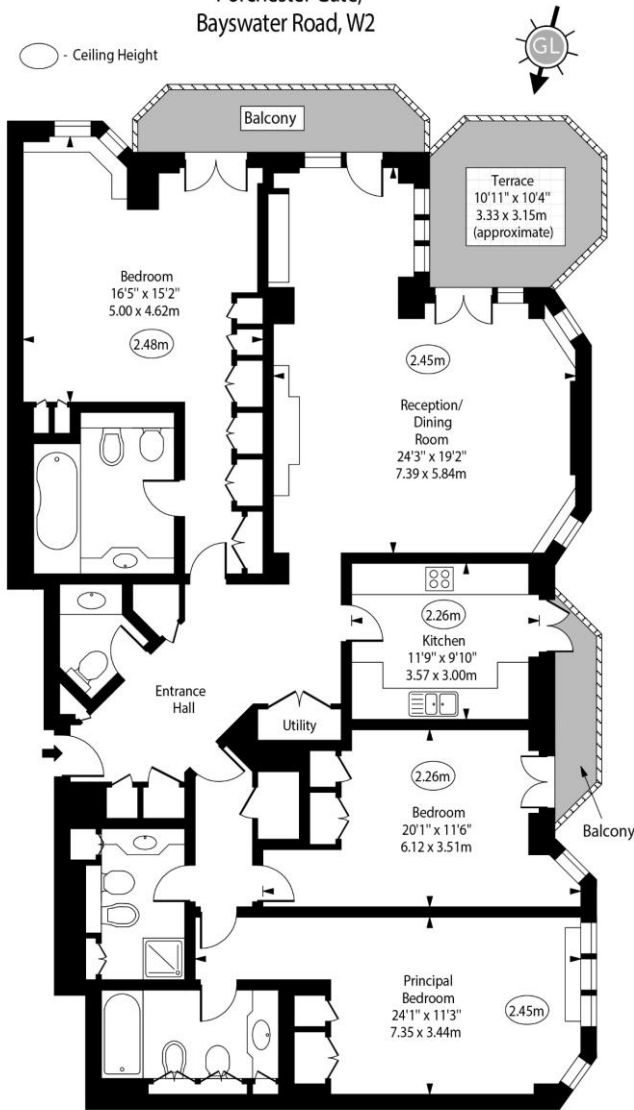 Porchester Gate,
Bayswater Road, W2
- Ceiling Height
GL
Balcony
Terrace
10'11" x 10'4"
3.33 x 3.15m
(approximate)
Bedroom
16'5" x 15'2"
5.00 x 4.62m
2.48m
2.45m
Reception/
Dining
Room
24'3" x 19'2"
7.39 x 5.84m
2.26m
Kitchen
11'9" x 9'10"
3.57 x 3.00m
Entrance
Hall
Utility
2.26m
Bedroom
20'1" x 11'6"
6.12 x 3.51m
Balcony
Principal
Bedroom
24'1" x 11'3"
7.35 x 3.44m
2.45m